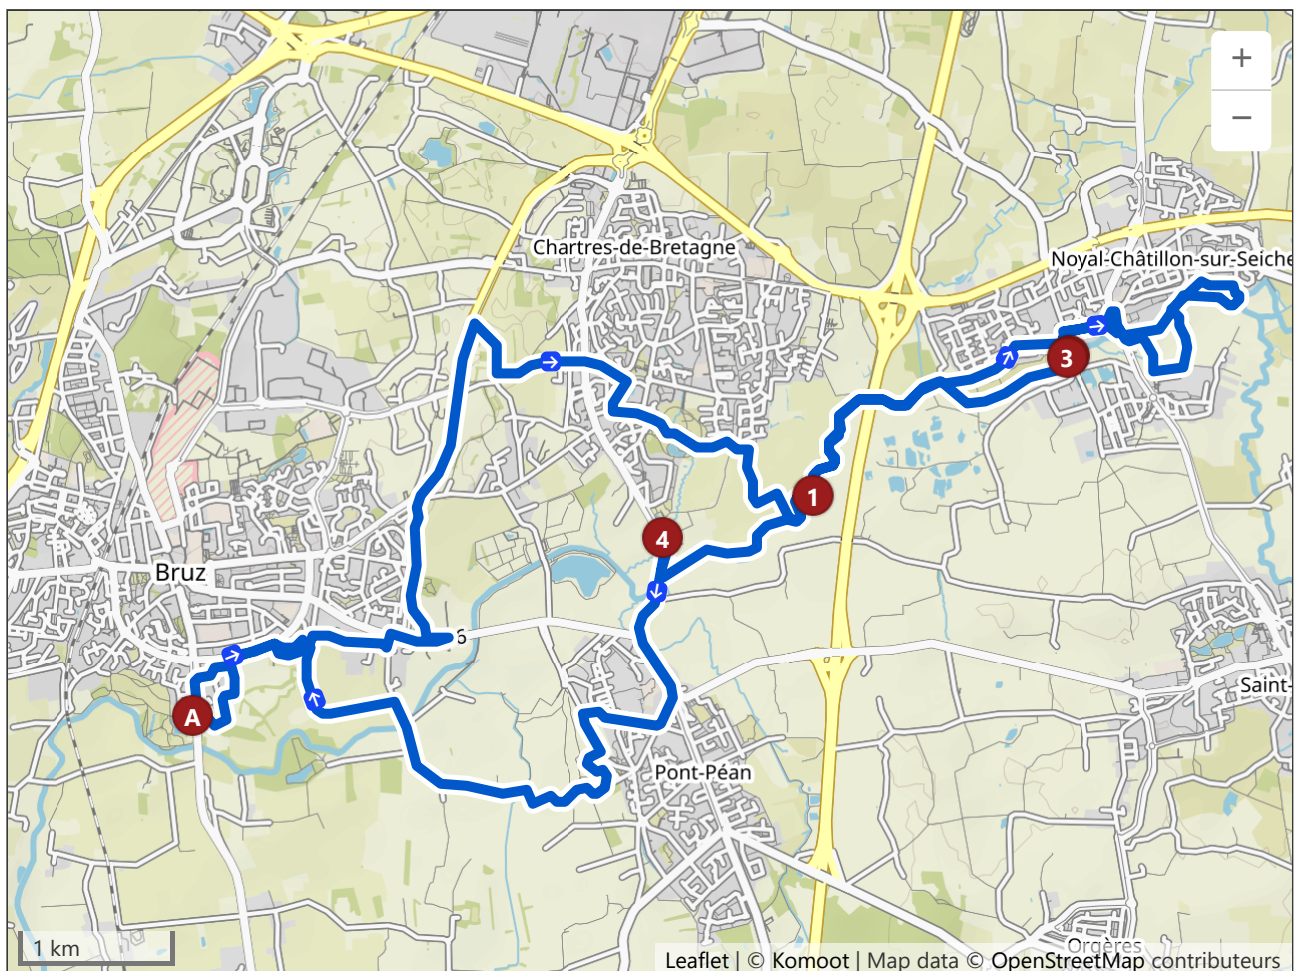 +
−
Chartres-de-Bretagne
Noyal-Châtillon-sur-Seiche
3
1
4
Bruz
6
A
Saint-
Pont-Péan
Orgères
1 km
Leaflet | © Komoot | Map data © OpenStreetMap contributeurs